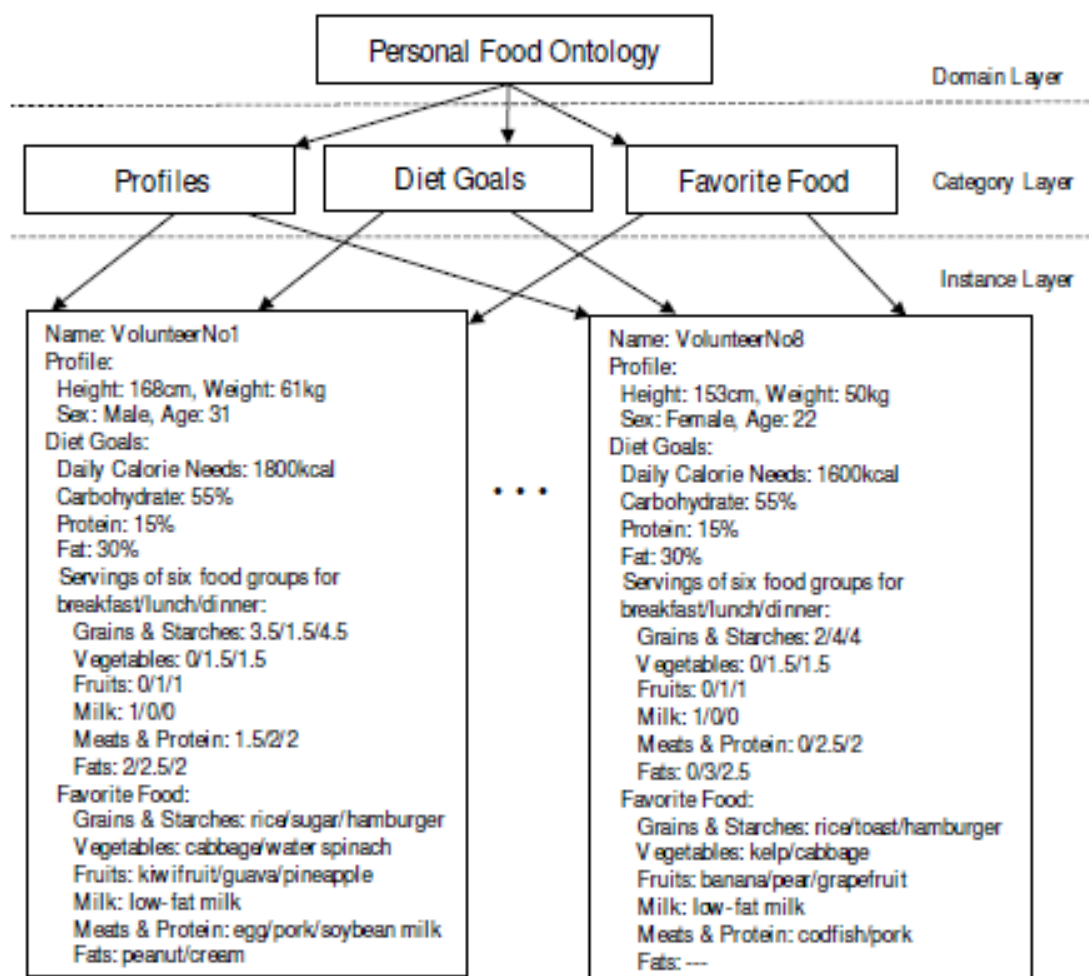 Personal Food Ontology
Domain Layer
Profiles
Diet Goals
Favorite Food
Category Layer
Instance Layer
Name: VolunteerNo1
Profile:
Height: 168cm, Weight: 61kg
Sex: Male, Age: 31
Diet Goals:
Daily Calorie Needs: 1800kcal
Carbohydrate: 55%
Protein: 15%
Fat: 30%
Servings of six food groups for
breakfast/lunch/dinner:
Grains & Starches: 3.5/1.5/4.5
Vegetables: 0/1.5/1.5
Fruits: 0/1/1
Milk: 1/0/0
Meats & Protein: 1.5/2/2
Fats: 2/2.5/2
Favorite Food:
Grains & Starches: rice/sugar/hamburger
Vegetables: cabbage/water spinach
Fruits: kiwifruit/guava/pineapple
Milk: low-fat milk
Meats & Protein: egg/pork/soybean milk
Fats: peanut/cream
...
Name: VolunteerNo8
Profile:
Height: 153cm, Weight: 50kg
Sex: Female, Age: 22
Diet Goals:
Daily Calorie Needs: 1600kcal
Carbohydrate: 55%
Protein: 15%
Fat: 30%
Servings of six food groups for
breakfast/lunch/dinner:
Grains & Starches: 2/4/4
Vegetables: 0/1.5/1.5
Fruits: 0/1/1
Milk: 1/0/0
Meats & Protein: 0/2.5/2
Fats: 0/3/2.5
Favorite Food:
Grains & Starches: rice/toast/hamburger
Vegetables: kelp/cabbage
Fruits: banana/pear/grapefruit
Milk: low-fat milk
Meats & Protein: codfish/pork
Fats: ---